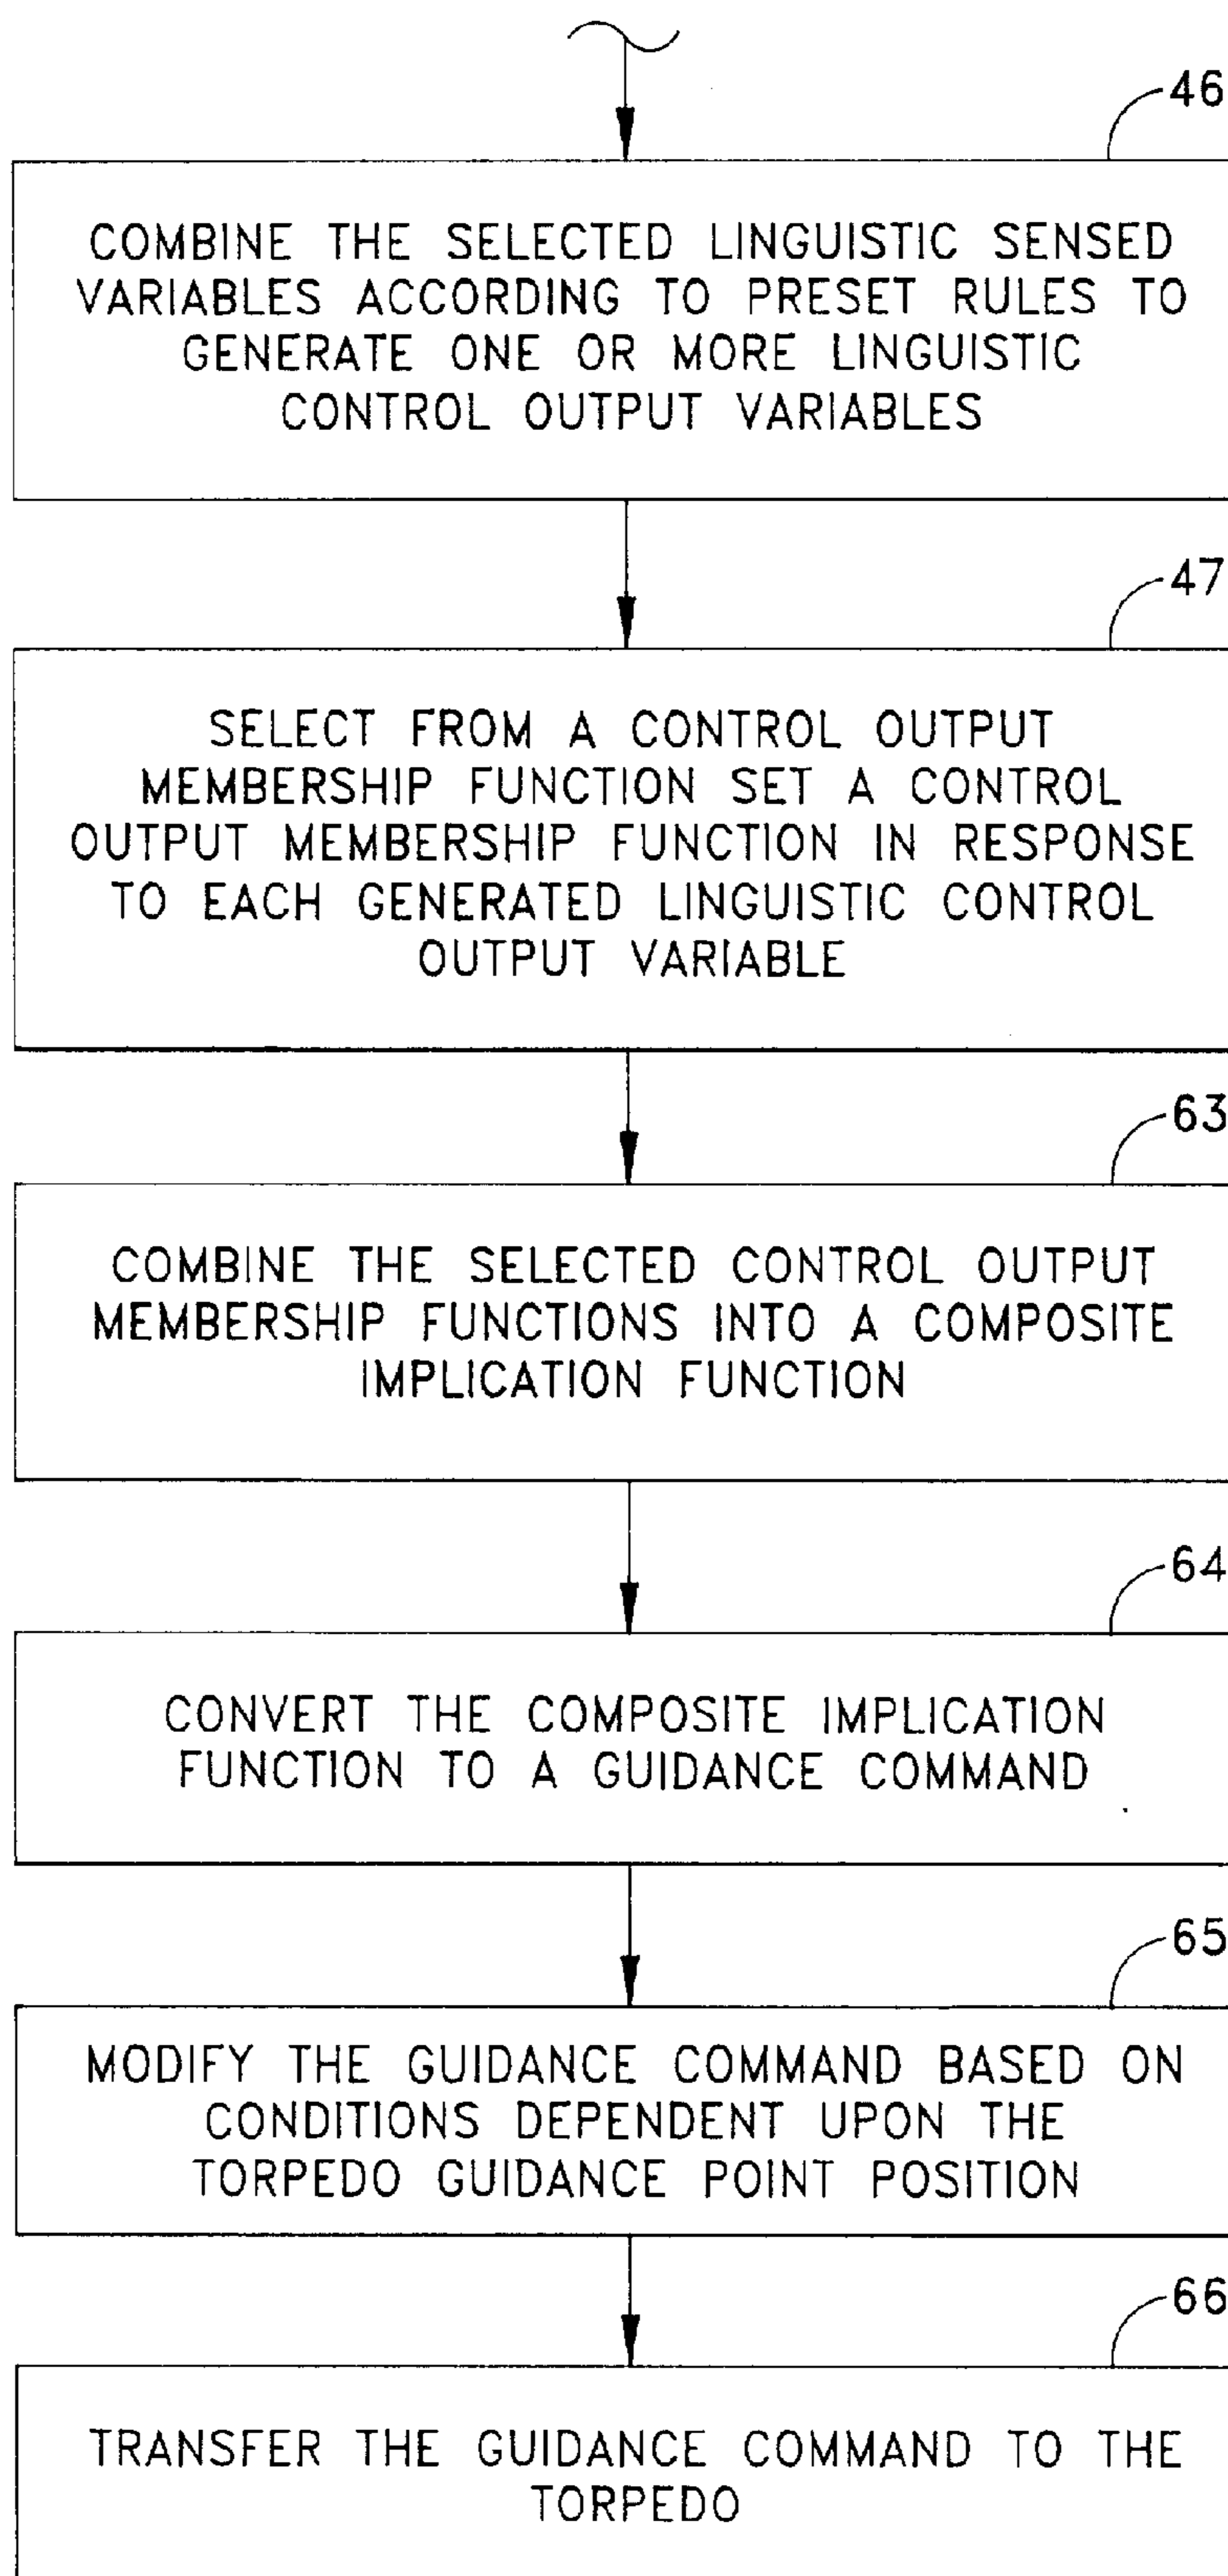 46
COMBINE THE SELECTED LINGUISTIC SENSED
VARIABLES ACCORDING TO PRESET RULES TO
GENERATE ONE OR MORE LINGUISTIC
CONTROL OUTPUT VARIABLES
47
SELECT FROM A CONTROL OUTPUT
MEMBERSHIP FUNCTION SET A CONTROL
OUTPUT MEMBERSHIP FUNCTION IN RESPONSE
TO EACH GENERATED LINGUISTIC CONTROL
OUTPUT VARIABLE
63
COMBINE THE SELECTED CONTROL OUTPUT
MEMBERSHIP FUNCTIONS INTO A COMPOSITE
IMPLICATION FUNCTION
64
CONVERT THE COMPOSITE IMPLICATION
FUNCTION TO A GUIDANCE COMMAND
65
MODIFY THE GUIDANCE COMMAND BASED ON
CONDITIONS DEPENDENT UPON THE
TORPEDO GUIDANCE POINT POSITION
66
TRANSFER THE GUIDANCE COMMAND TO THE
TORPEDO